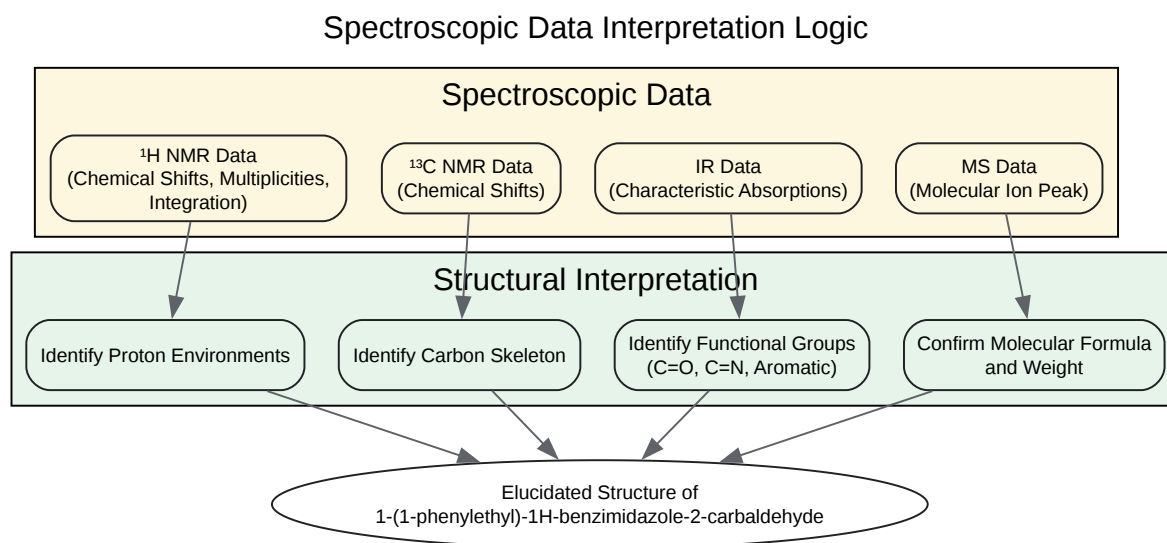 Spectroscopic Data Interpretation Logic
Spectroscopic Data
¹H NMR Data
(Chemical Shifts, Multiplicities,
Integration)
¹³C NMR Data
(Chemical Shifts)
IR Data
(Characteristic Absorptions)
MS Data
(Molecular Ion Peak)
Structural Interpretation
Identify Proton Environments
Identify Carbon Skeleton
Identify Functional Groups
(C=O, C=N, Aromatic)
Confirm Molecular Formula
and Weight
Elucidated Structure of
1-(1-phenylethyl)-1H-benzimidazole-2-carbaldehyde